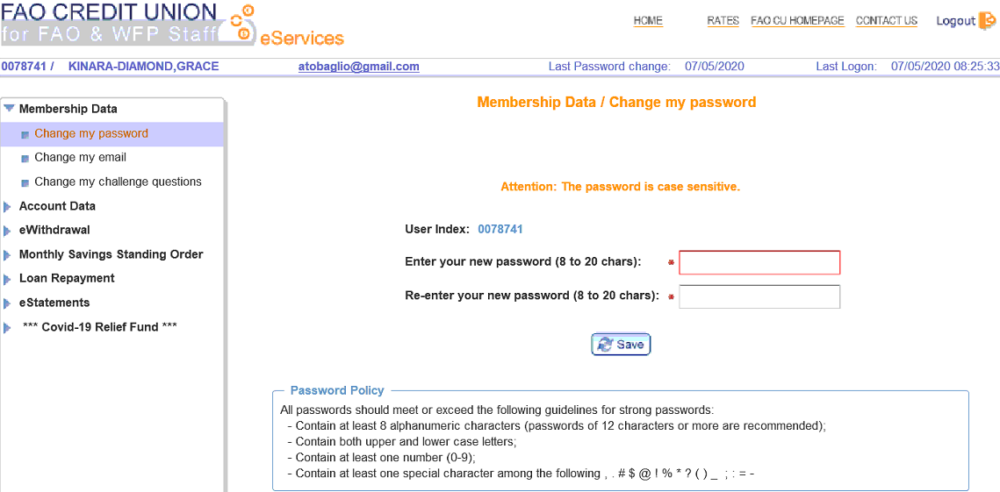 FAO CREDIT UNION
for FAO & WFP Staff
eServices
HOME RATES FAO CU HOMEPAGE CONTACT US Logout
0078741 / KINARA-DIAMOND,GRACE atobaglio@gmail.com Last Password change: 07/05/2020 Last Logon: 07/05/2020 08:25:33
Membership Data
Change my password
Change my email
Change my challenge questions
Account Data
eWithdrawal
Monthly Savings Standing Order
Loan Repayment
eStatements
*** Covid-19 Relief Fund ***
Membership Data / Change my password
Attention: The password is case sensitive.
User Index: 0078741
Enter your new password (8 to 20 chars): *
Re-enter your new password (8 to 20 chars): *
Save
Password Policy
All passwords should meet or exceed the following guidelines for strong passwords:
- Contain at least 8 alphanumeric characters (passwords of 12 characters or more are recommended);
- Contain both upper and lower case letters;
- Contain at least one number (0-9);
- Contain at least one special character among the following , . # $ @ ! % * ? ( ) _ ; : = -